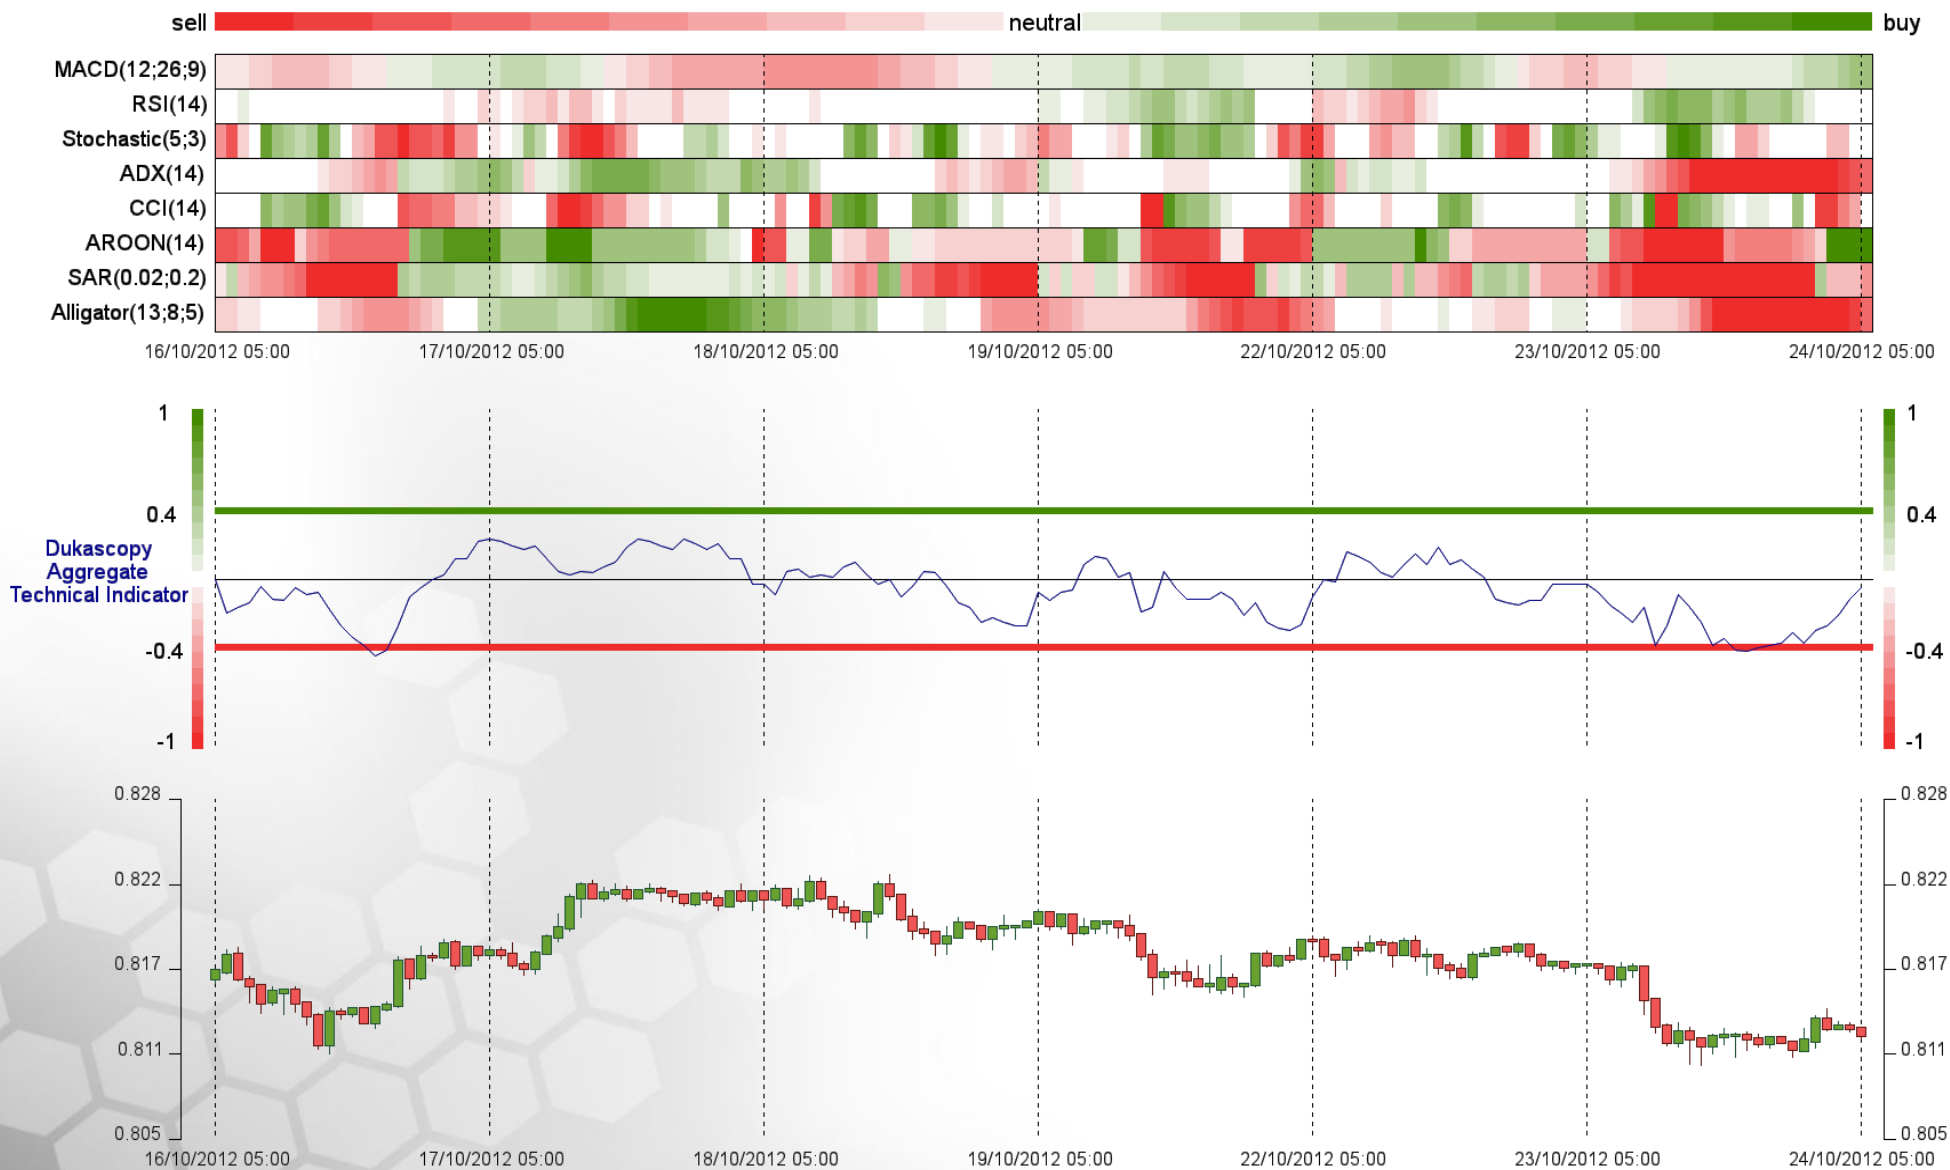 sell neutral buy
MACD(12;26;9)
RSI(14)
Stochastic(5;3)
ADX(14)
CCI(14)
AROON(14)
SAR(0.02;0.2)
Alligator(13;8;5)
16/10/2012 05:00 17/10/2012 05:00 18/10/2012 05:00 19/10/2012 05:00 22/10/2012 05:00 23/10/2012 05:00 24/10/2012 05:00
1 1
0.4 0.4
Dukascopy
Aggregate
Technical Indicator
-0.4 -0.4
-1 -1
0.828 0.828
0.822 0.822
0.817 0.817
0.811 0.811
0.805 0.805
16/10/2012 05:00 17/10/2012 05:00 18/10/2012 05:00 19/10/2012 05:00 22/10/2012 05:00 23/10/2012 05:00 24/10/2012 05:00